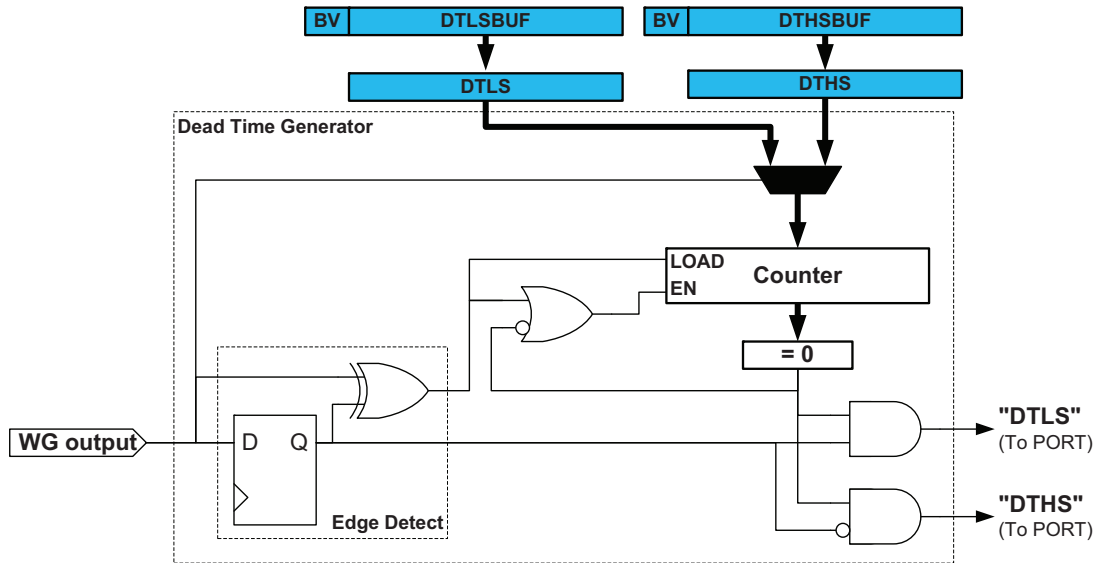 BV DTLSBUF BV DTHSBUF
DTLS DTHS
Dead Time Generator
LOAD
Counter
EN
= 0
"DTLS"
(To PORT)
WG output
D Q
"DTHS"
(To PORT)
Edge Detect